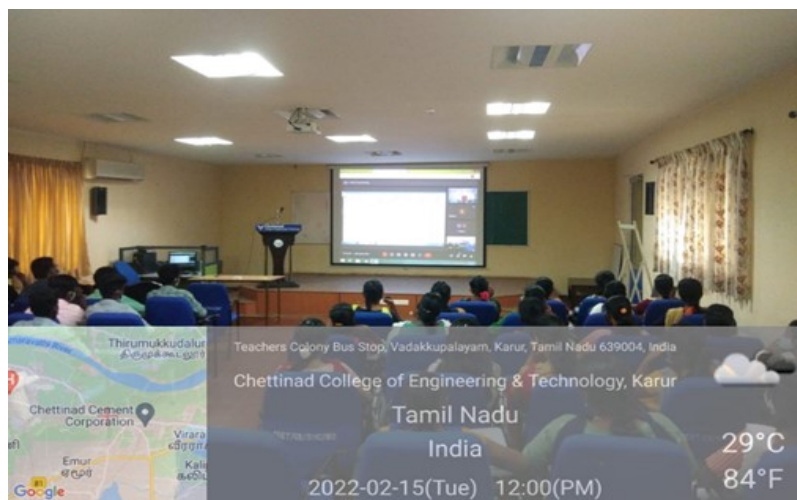 Teachers Colony Bus Stop, Vadakkupalayam, Karur, Tamil Nadu 639004, India
Chettinad College of Engineering & Technology, Karur
Tamil Nadu
India
2022-02-15(Tue) 12:00(PM)
29°C
84°F
Thirumukkudalur
திருமுக்கூடலூர்
Chettinad Cement
Corporation
Emur
ஏமூர்
Google